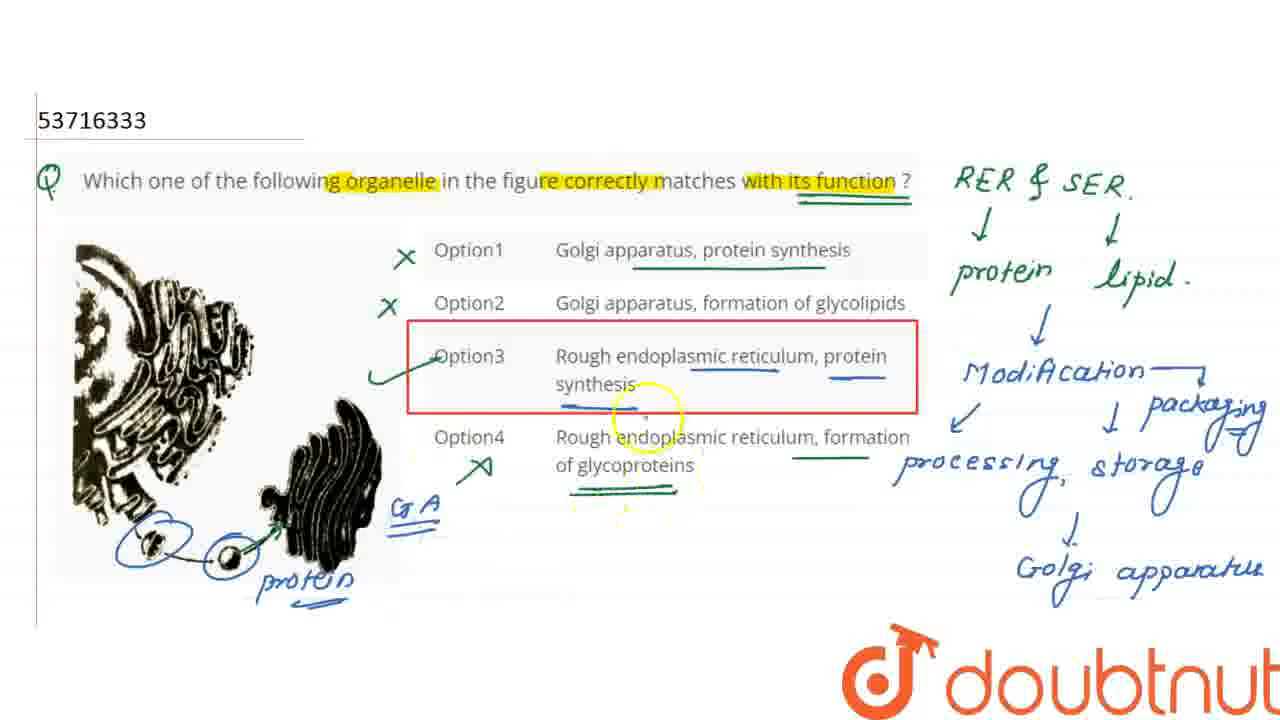 53716333
Q Which one of the following organelle in the figure correctly matches with its function ?
Option1 Golgi apparatus, protein synthesis
Option2 Golgi apparatus, formation of glycolipids
Option3 Rough endoplasmic reticulum, protein
synthesis
Option4 Rough endoplasmic reticulum, formation
of glycoproteins
GA
protein
RER & SER.
protein lipid.
Modification
packaging
processing, storage
Golgi apparatus
doubtnut